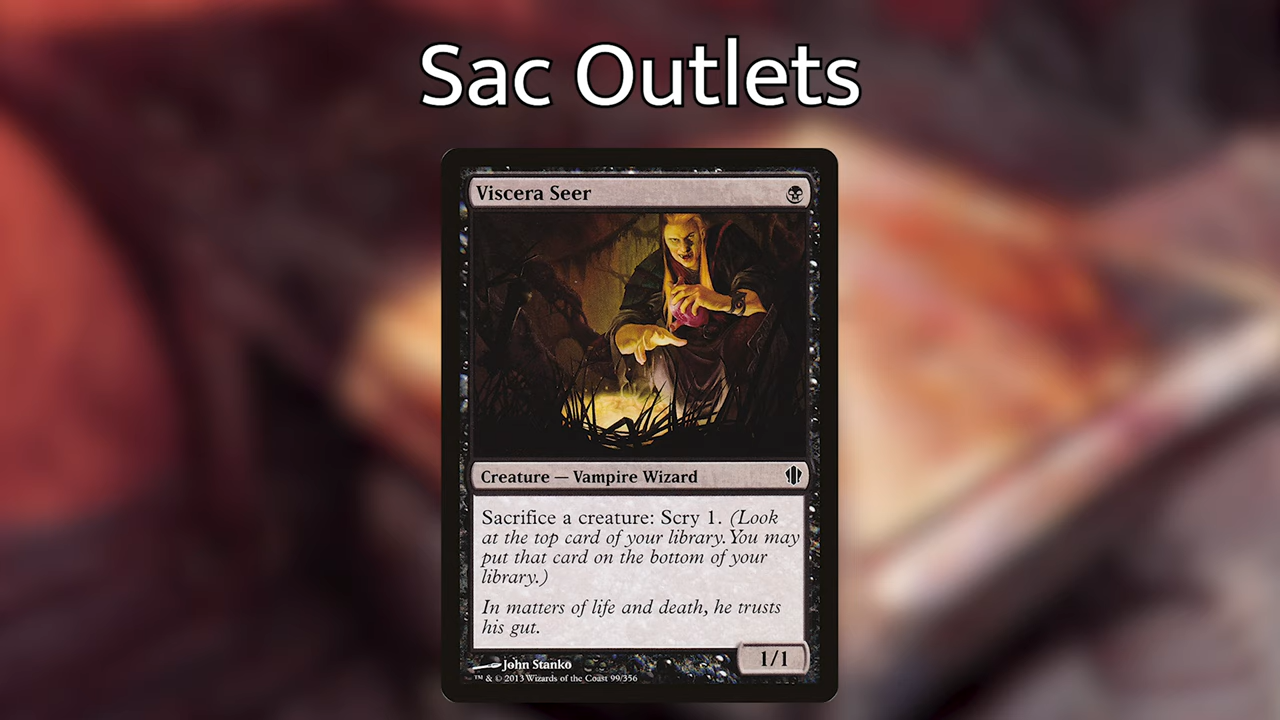 Sac Outlets
Viscera Seer
Creature — Vampire Wizard
Sacrifice a creature: Scry 1. (Look
at the top card of your library. You may
put that card on the bottom of your
library.)
In matters of life and death, he trusts
his gut.
1/1
John Stanko
™ & © 2013 Wizards of the Coast 99/356